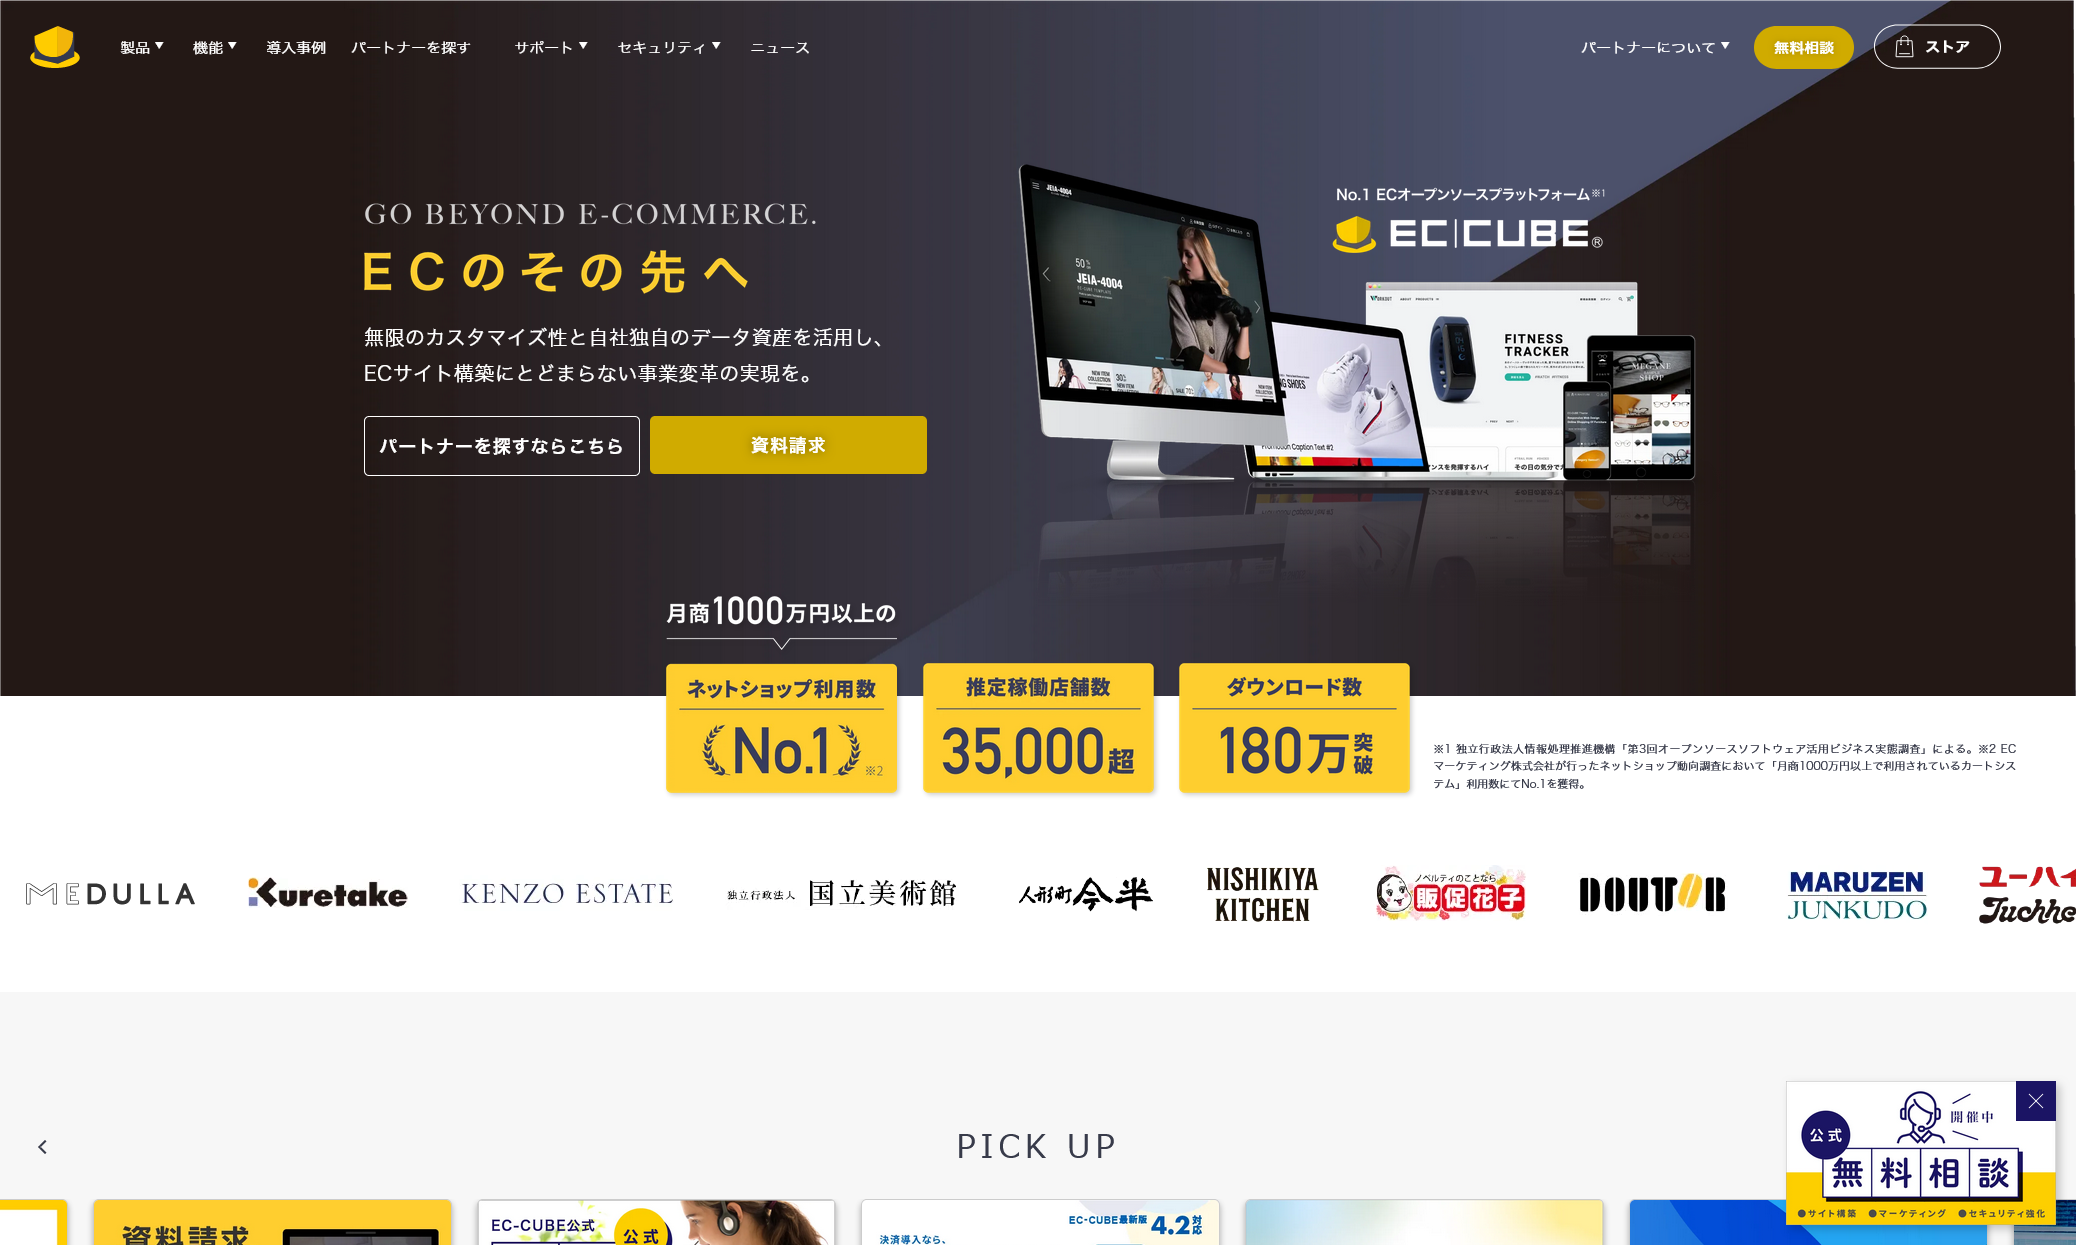 製品 機能 導入事例 パートナーを探す サポート セキュリティ ニュース パートナーについて 無料相談 ストア
GO BEYOND E-COMMERCE.
ECのその先へ
無限のカスタマイズ性と自社独自のデータ資産を活用し、
ECサイト構築にとどまらない事業変革の実現を。
パートナーを探すならこちら 資料請求
No.1 ECオープンソースプラットフォーム※1
EC|CUBE®
JEIA-4004
50%
JEIA-4004
FITNESS
TRACKER
MEGANE
SHOP
Promotion Caption Text #2
月商1000万円以上の
ネットショップ利用数
No.1 ※2
推定稼働店舗数
35,000超
ダウンロード数
180万突破
※1 独立行政法人情報処理推進機構「第3回オープンソースソフトウェア活用ビジネス実態調査」による。※2 EC
マーケティング株式会社が行ったネットショップ動向調査において「月商1000万円以上で利用されているカートシス
テム」利用数にてNo.1を獲得。
MEDULLA
Kuretake
KENZO ESTATE
独立行政法人 国立美術館
人形町今半
NISHIKIYA
KITCHEN
ノベルティのことなら
販促花子
DOUTOR
MARUZEN
JUNKUDO
ユーハイ
Juchhe
PICK UP
資料請求
EC-CUBE公式
公式
EC-CUBE最新版4.2対応
決済導入なら、
開催中
公式
無料相談
●サイト構築 ●マーケティング ●セキュリティ強化